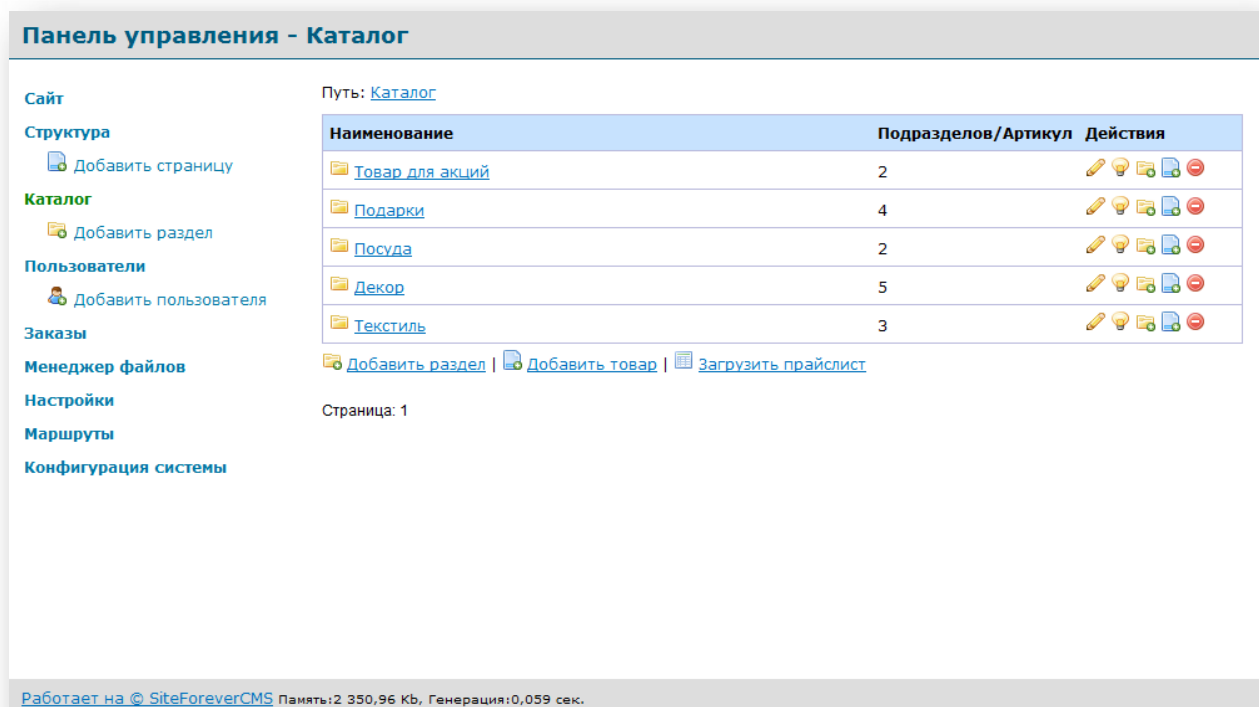 Панель управления - Каталог
Сайт
Структура
Добавить страницу
Каталог
Добавить раздел
Пользователи
Добавить пользователя
Заказы
Менеджер файлов
Настройки
Маршруты
Конфигурация системы
Путь: Каталог
Наименование Подразделов/Артикул Действия
Товар для акций 2
Подарки 4
Посуда 2
Декор 5
Текстиль 3
Добавить раздел | Добавить товар | Загрузить прайслист
Страница: 1
Работает на © SiteForeverCMS Память:2 350,96 Kb, Генерация:0,059 сек.